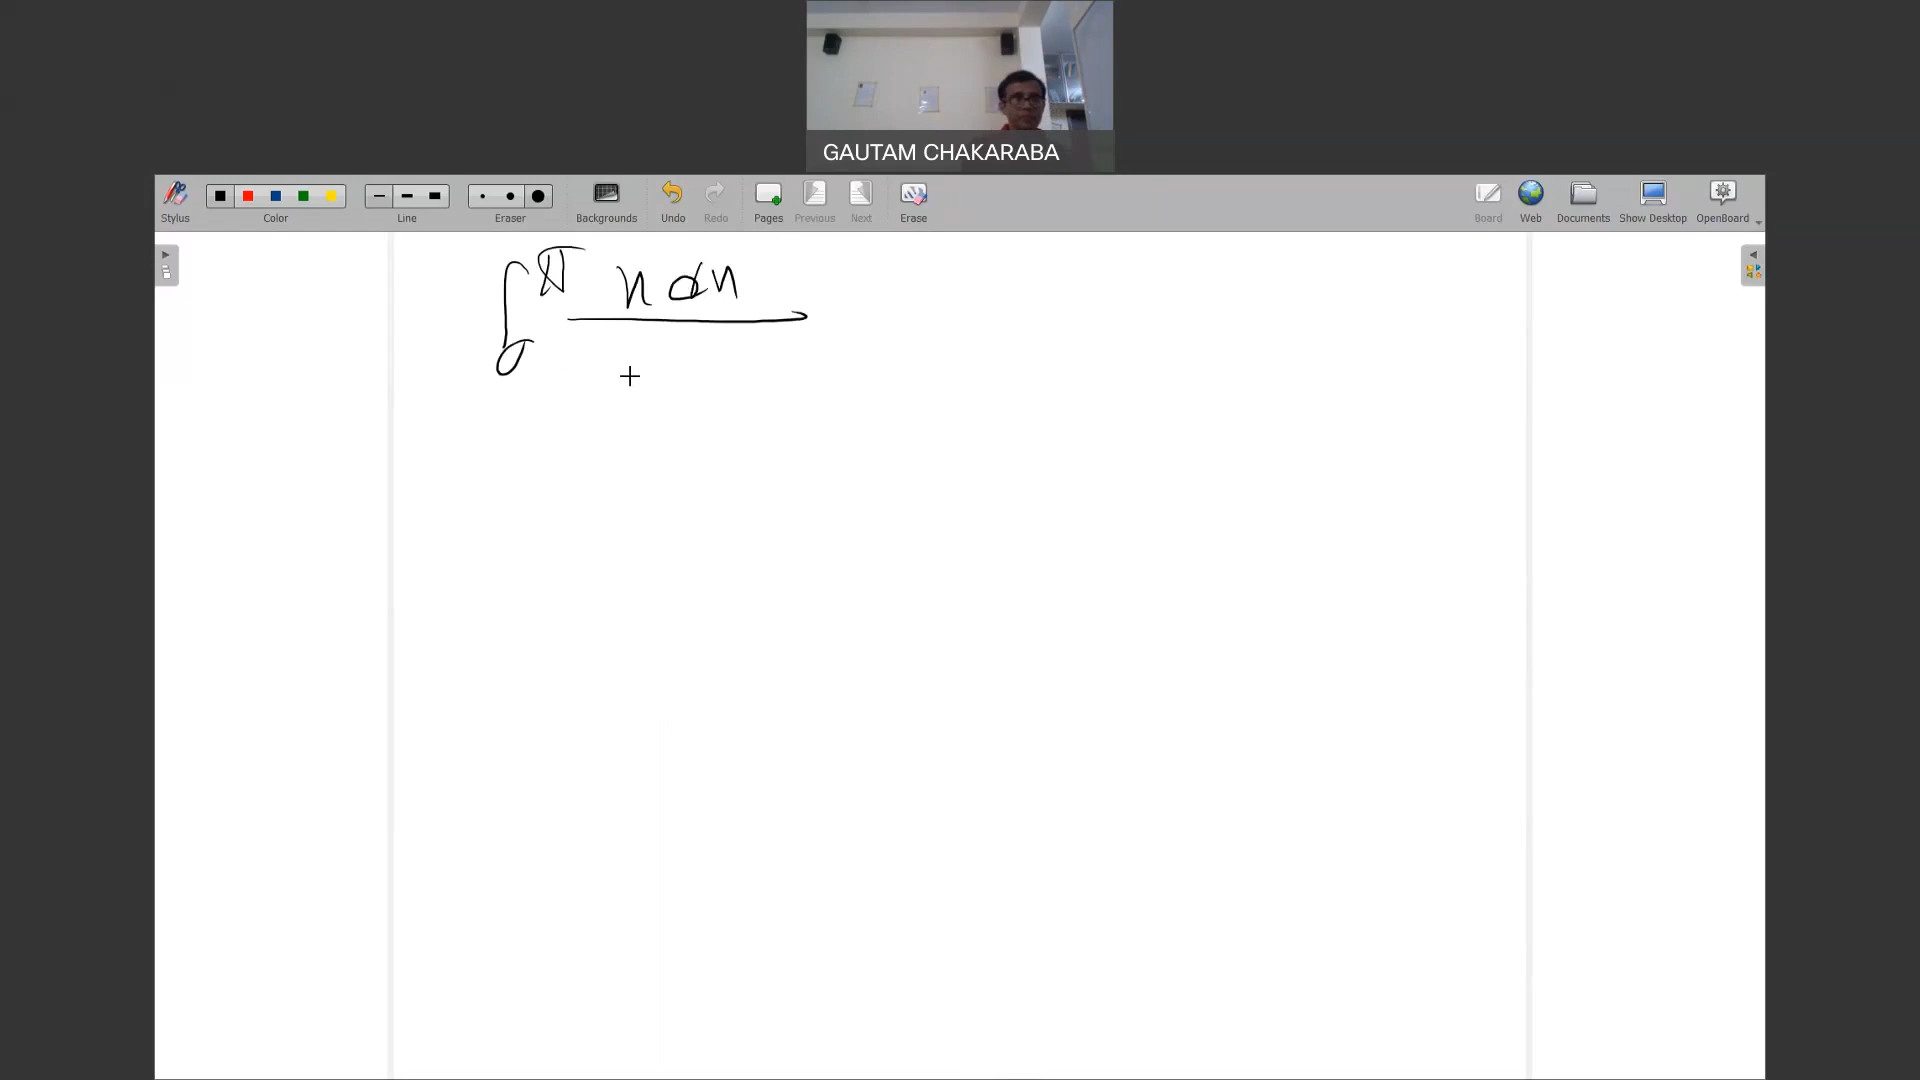 GAUTAM CHAKARABA
Stylus
Color
Line
Eraser
Backgrounds
Undo
Redo
Pages
Previous
Next
Erase
Board
Web
Documents
Show Desktop
OpenBoard
∫ π x dx